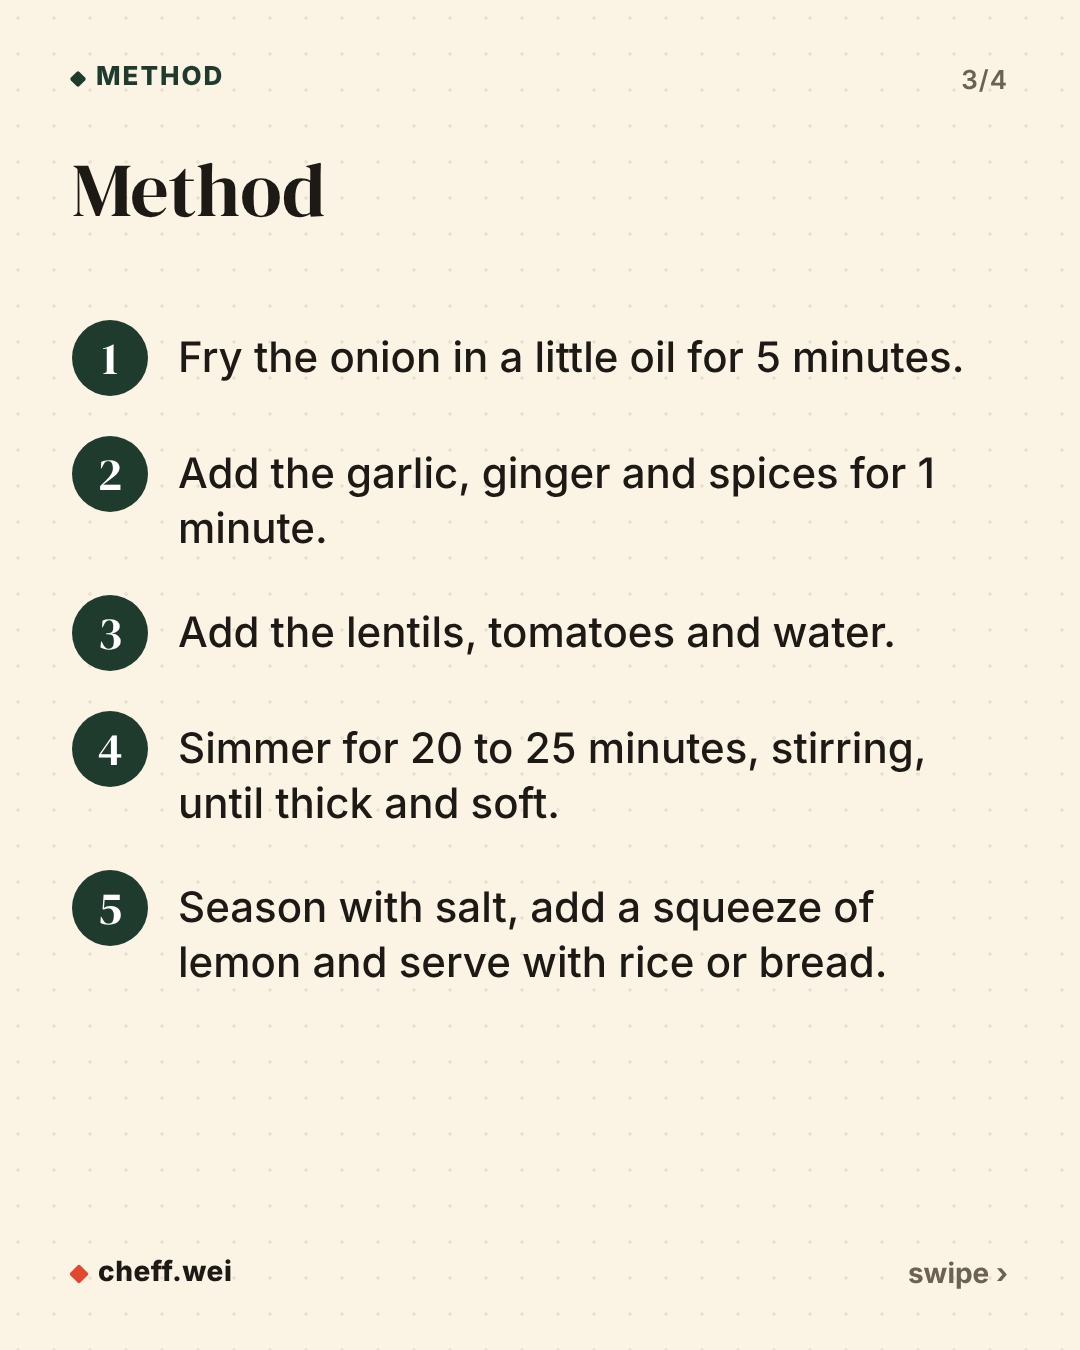 METHOD
3/4
Method
1 Fry the onion in a little oil for 5 minutes.
2 Add the garlic, ginger and spices for 1
minute.
3 Add the lentils, tomatoes and water.
4 Simmer for 20 to 25 minutes, stirring,
until thick and soft.
5 Season with salt, add a squeeze of
lemon and serve with rice or bread.
cheff.wei
swipe ›